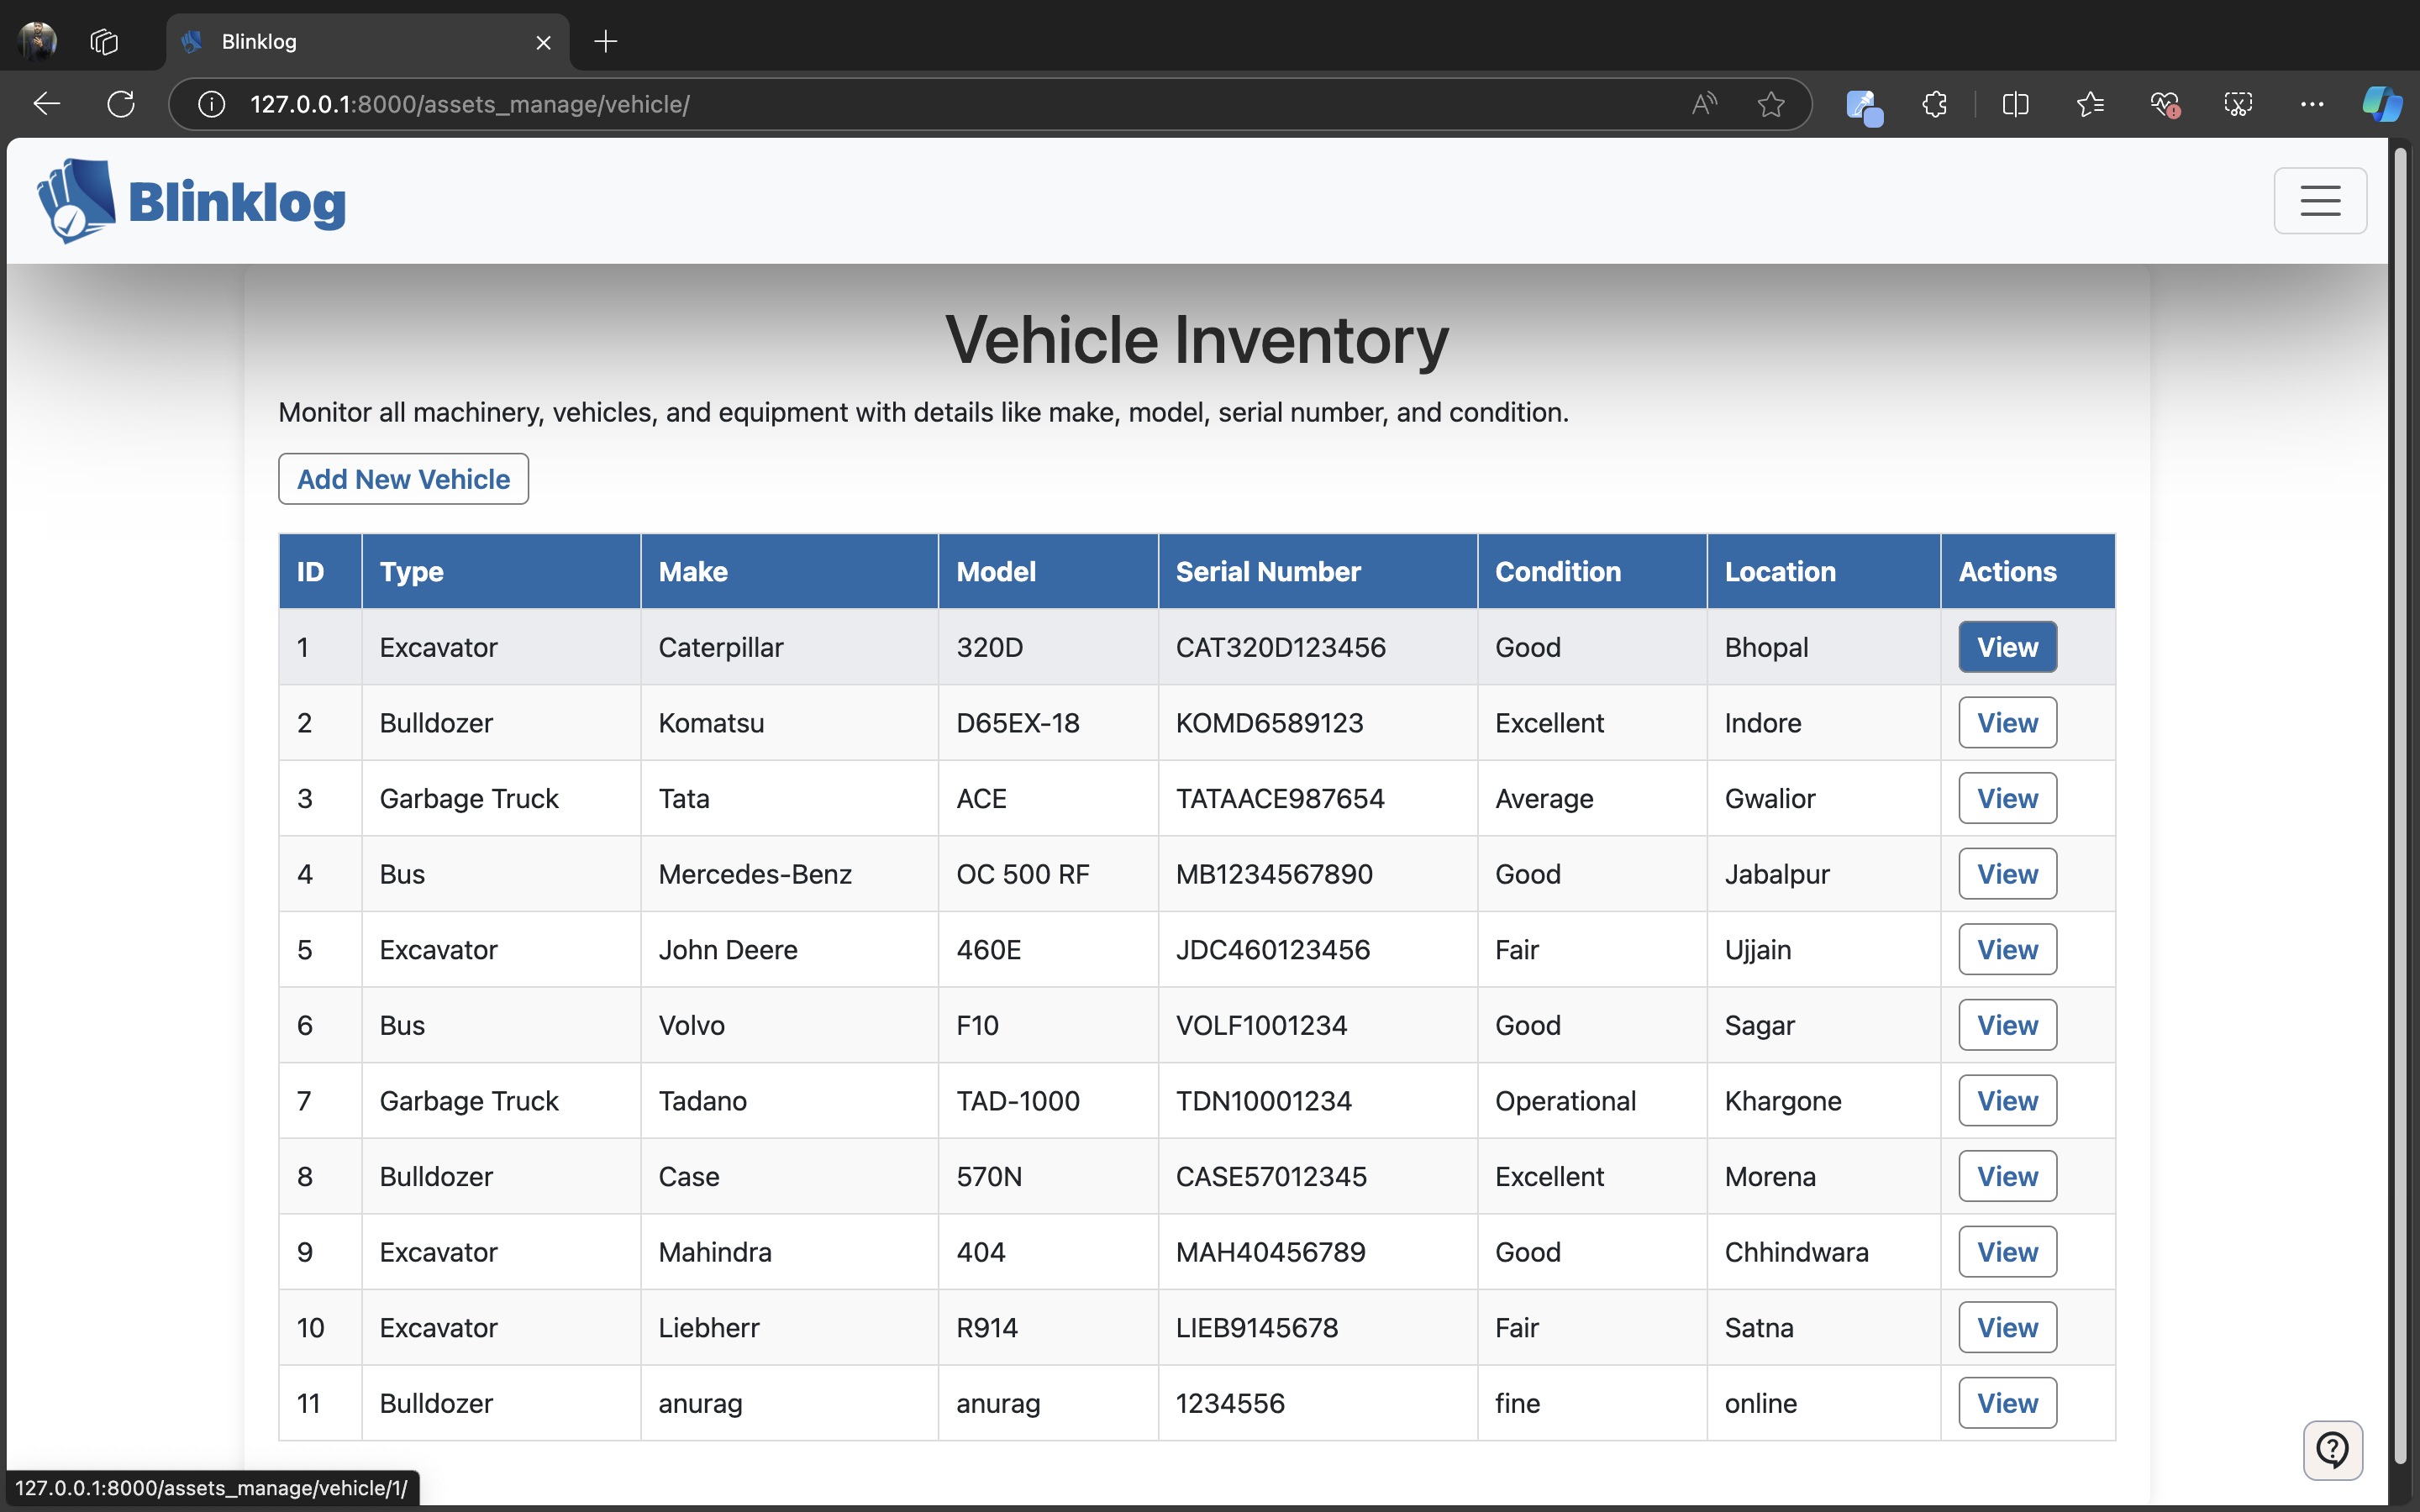 Blinklog
127.0.0.1:8000/assets_manage/vehicle/
Blinklog
Vehicle Inventory
Monitor all machinery, vehicles, and equipment with details like make, model, serial number, and condition.
Add New Vehicle
ID Type Make Model Serial Number Condition Location Actions
1 Excavator Caterpillar 320D CAT320D123456 Good Bhopal View
2 Bulldozer Komatsu D65EX-18 KOMD6589123 Excellent Indore View
3 Garbage Truck Tata ACE TATAACE987654 Average Gwalior View
4 Bus Mercedes-Benz OC 500 RF MB1234567890 Good Jabalpur View
5 Excavator John Deere 460E JDC460123456 Fair Ujjain View
6 Bus Volvo F10 VOLF1001234 Good Sagar View
7 Garbage Truck Tadano TAD-1000 TDN10001234 Operational Khargone View
8 Bulldozer Case 570N CASE57012345 Excellent Morena View
9 Excavator Mahindra 404 MAH40456789 Good Chhindwara View
10 Excavator Liebherr R914 LIEB9145678 Fair Satna View
11 Bulldozer anurag anurag 1234556 fine online View
127.0.0.1:8000/assets_manage/vehicle/1/